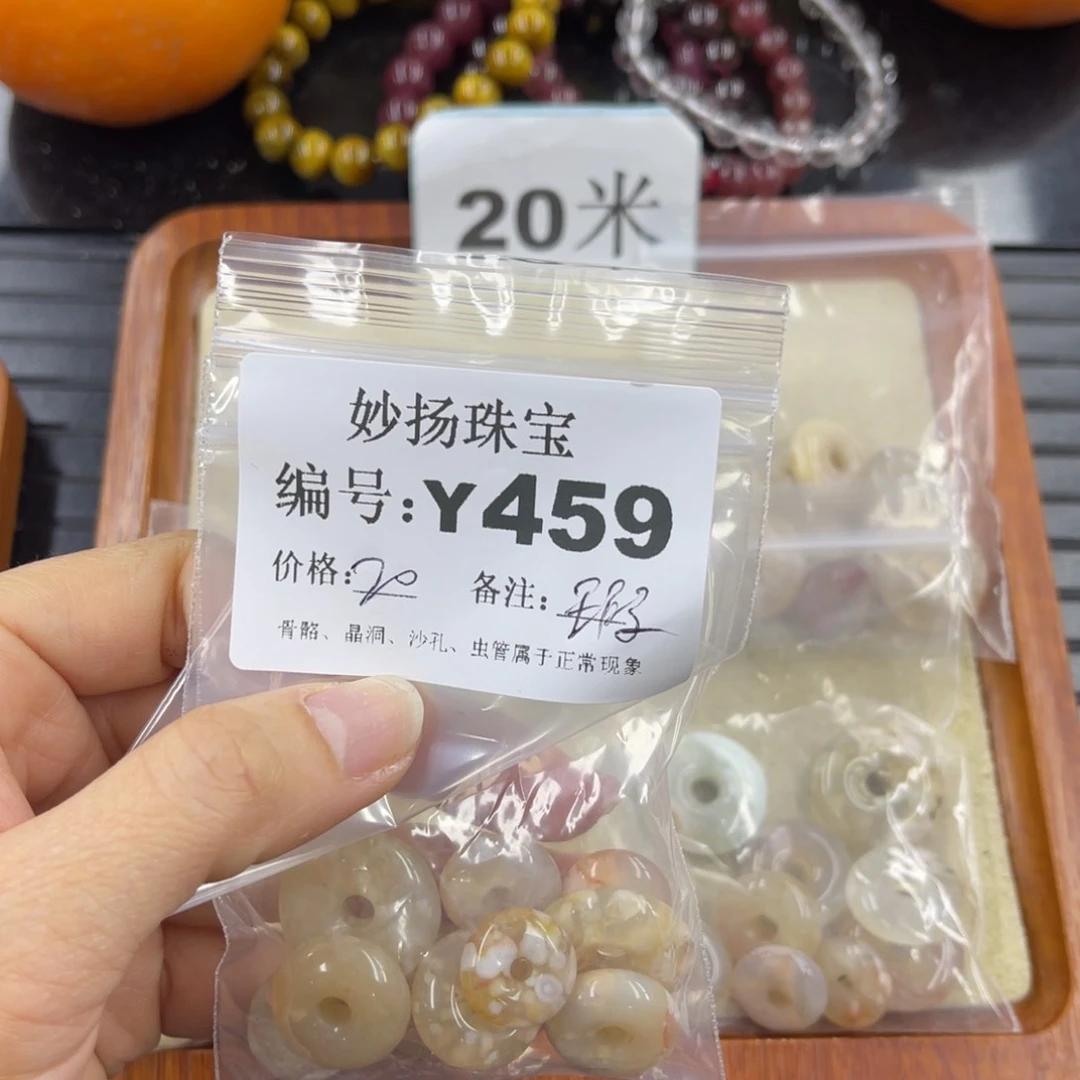 20米
妙扬珠宝
编号:Y459
价格:20 备注:
骨骼、晶洞、沙孔、虫管属于正常现象